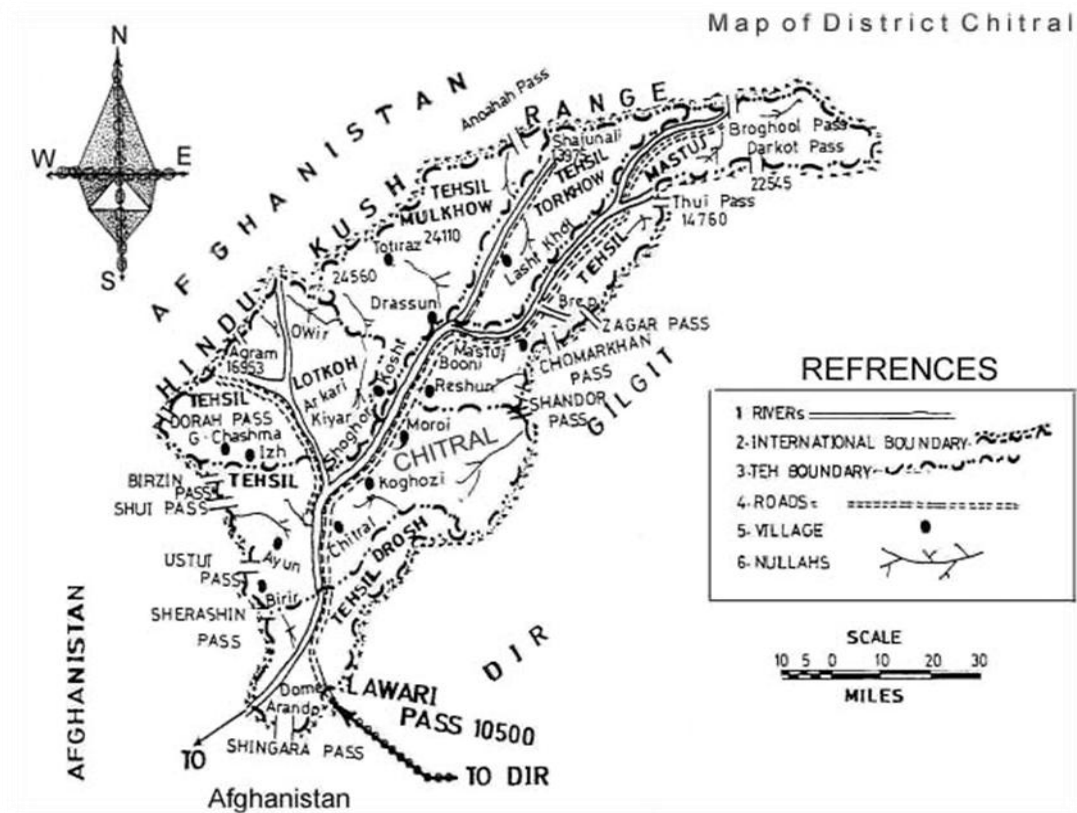 Map of District Chitral
N
W
E
S
AFGHANISTAN
HINDU KUSH RANGE
Anoahah Pass
Shajunali
3975
Broghool Pass
Darkot Pass
22545
MASTUJ
TEHSIL
TORKHOW
TEHSIL
MULKHOW
24110
Thui Pass
14760
TEHSIL
Totiraz
24560
Lasht
Khot
Drassun
Brep
ZAGAR PASS
Owir
Agram
16953
LOTKOH
Arkari
Kiyar
Kosht
Shoghor
Mastuj
Booni
Reshun
CHOMARKHAN
PASS
SHANDOR
PASS
GILGIT
TEHSIL
DORAH PASS
G-Chashma
Izh
TEHSIL
Moroi
CHITRAL
Koghozi
BIRZIN
PASS
SHUI PASS
Chitral
USTUI
PASS
Ayun
Birir
TEHSIL DROSH
SHERASHIN
PASS
AFGHANISTAN
DIR
Dome
Arando
LAWARI
PASS 10500
SHINGARA PASS
TO
Afghanistan
TO DIR
REFRENCES
1 RIVERs
2-INTERNATIONAL BOUNDARY
3-TEH BOUNDARY
4-ROADS
5-VILLAGE
6-NULLAHS
SCALE
10 5 0 10 20 30
MILES